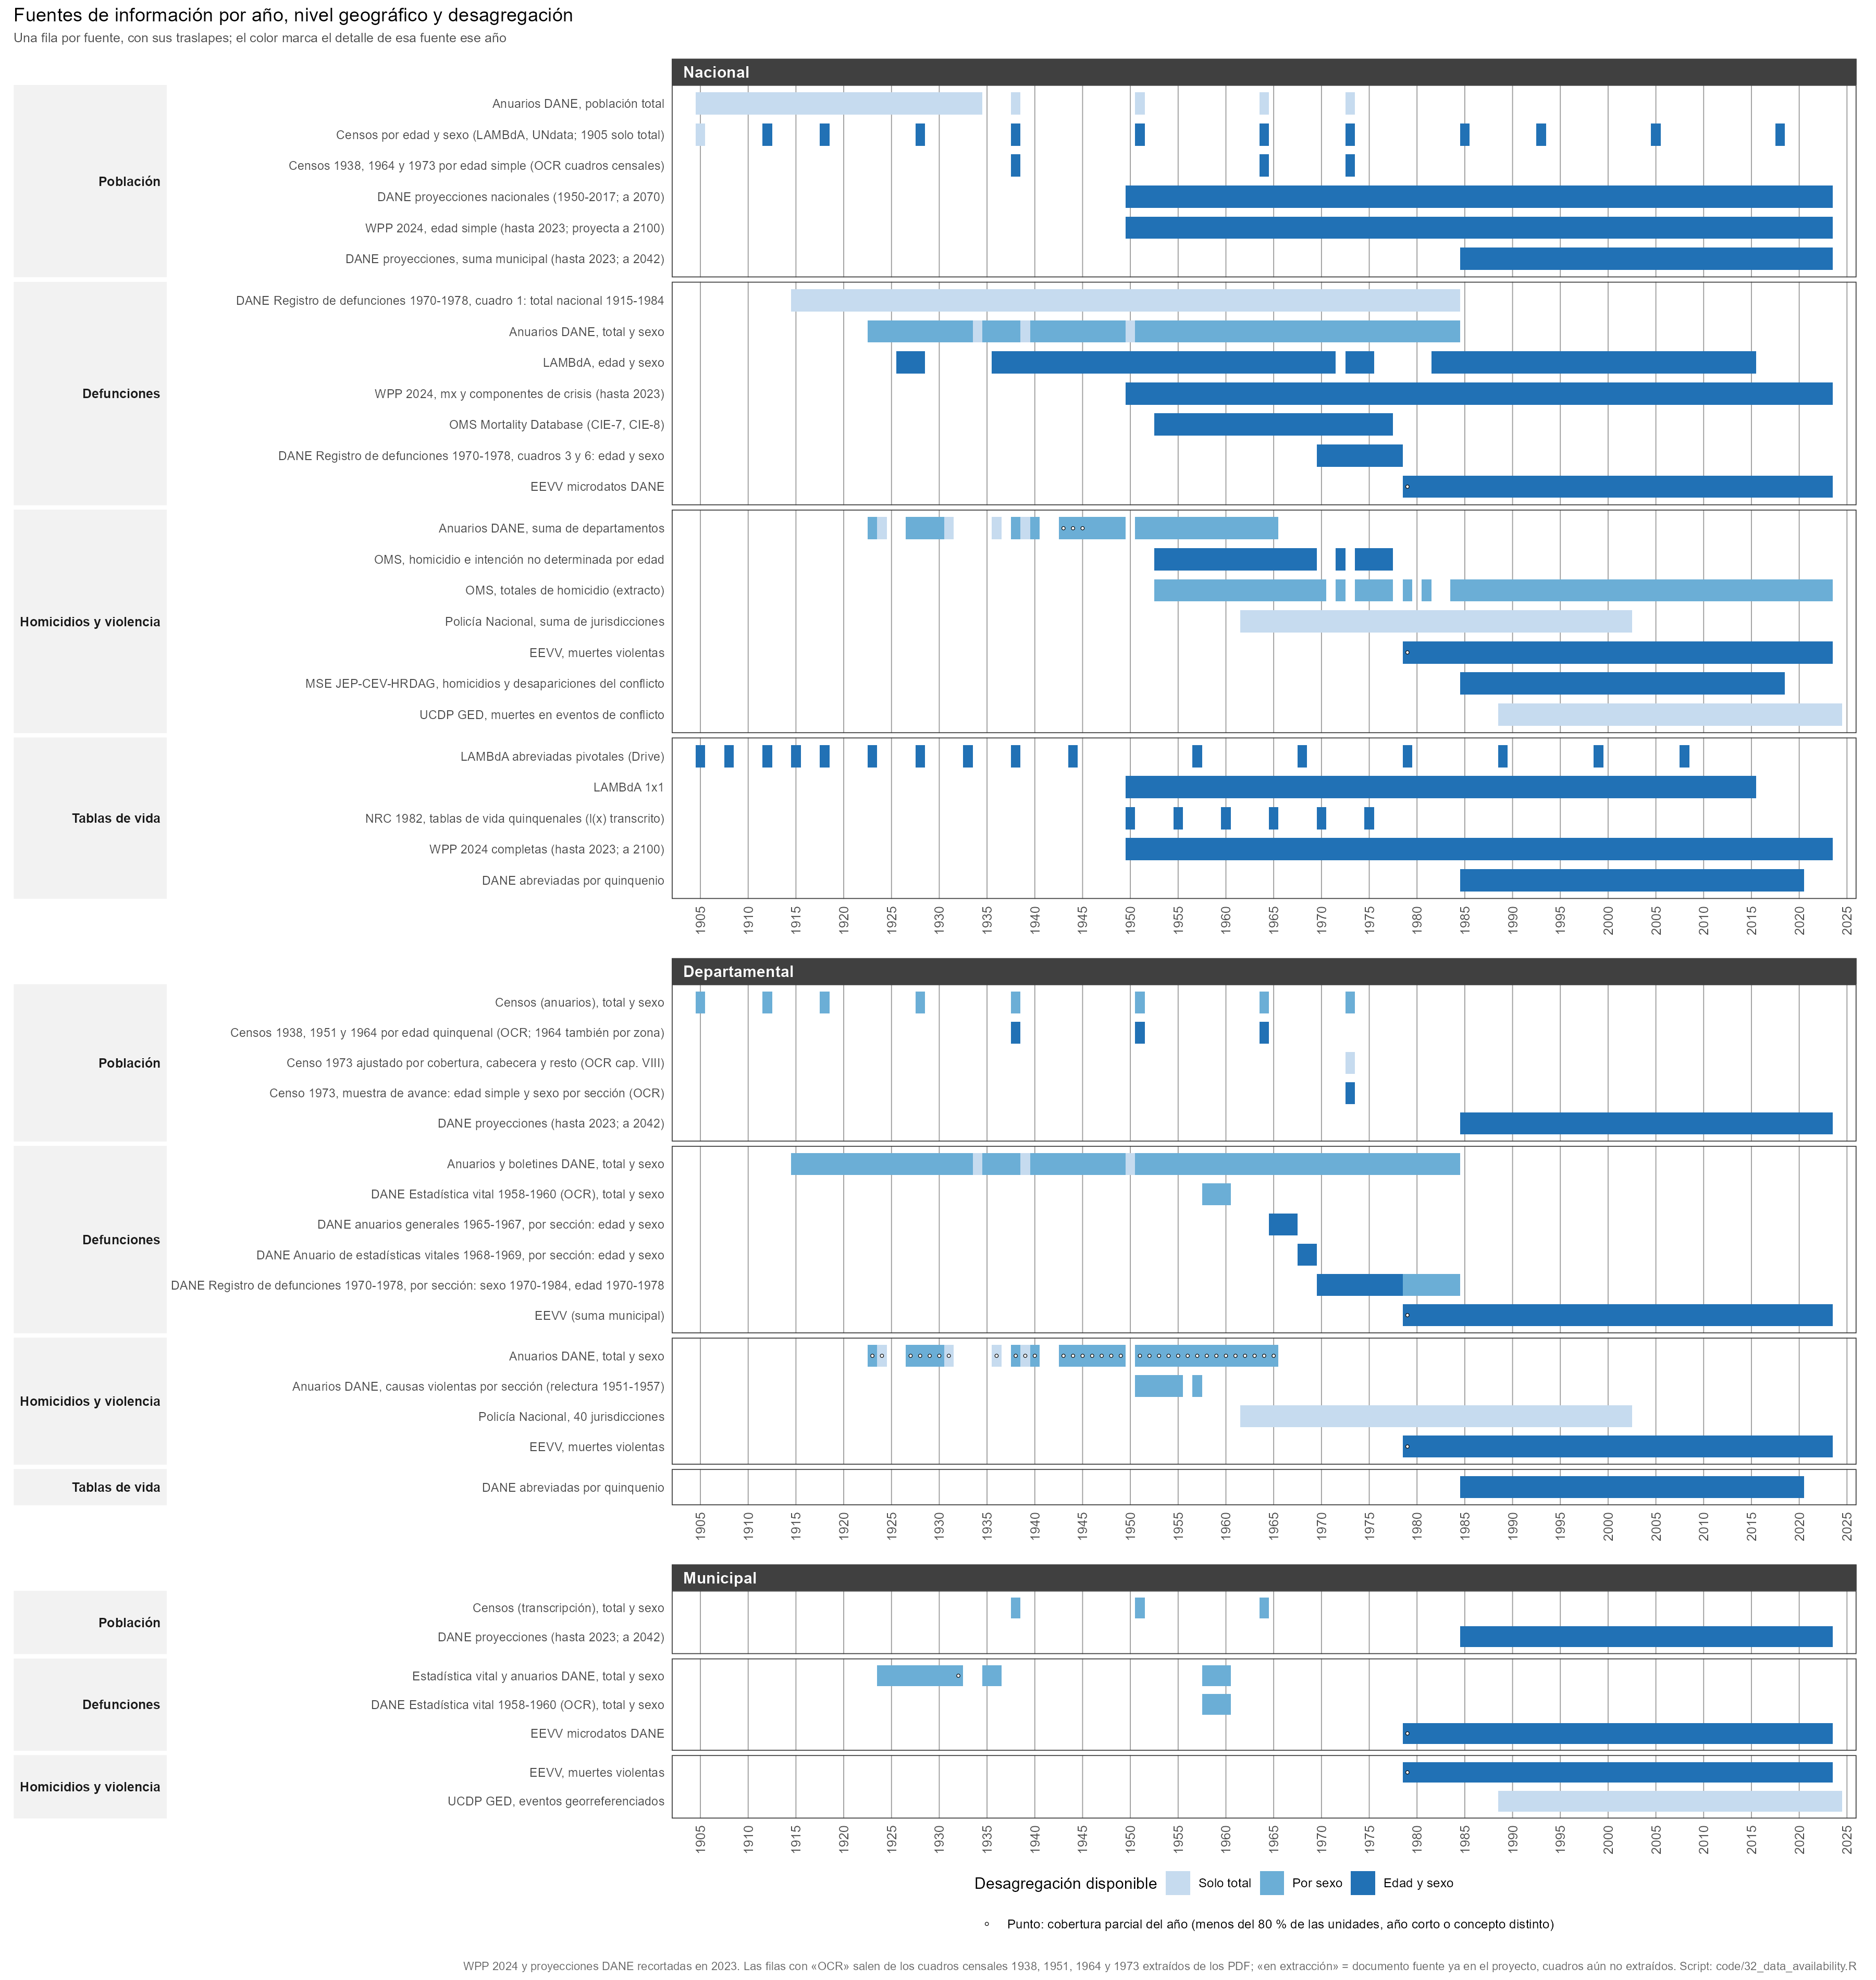 Fuentes de información por año, nivel geográfico y desagregación
Una fila por fuente, con sus traslapes; el color marca el detalle de esa fuente ese año
Nacional
Población
Anuarios DANE, población total
Censos por edad y sexo (LAMBdA, UNdata; 1905 solo total)
Censos 1938, 1964 y 1973 por edad simple (OCR cuadros censales)
DANE proyecciones nacionales (1950-2017; a 2070)
WPP 2024, edad simple (hasta 2023; proyecta a 2100)
DANE proyecciones, suma municipal (hasta 2023; a 2042)
Defunciones
DANE Registro de defunciones 1970-1978, cuadro 1: total nacional 1915-1984
Anuarios DANE, total y sexo
LAMBdA, edad y sexo
WPP 2024, mx y componentes de crisis (hasta 2023)
OMS Mortality Database (CIE-7, CIE-8)
DANE Registro de defunciones 1970-1978, cuadros 3 y 6: edad y sexo
EEVV microdatos DANE
Homicidios y violencia
Anuarios DANE, suma de departamentos
OMS, homicidio e intención no determinada por edad
OMS, totales de homicidio (extracto)
Policía Nacional, suma de jurisdicciones
EEVV, muertes violentas
MSE JEP-CEV-HRDAG, homicidios y desapariciones del conflicto
UCDP GED, muertes en eventos de conflicto
Tablas de vida
LAMBdA abreviadas pivotales (Drive)
LAMBdA 1x1
NRC 1982, tablas de vida quinquenales (l(x) transcrito)
WPP 2024 completas (hasta 2023; a 2100)
DANE abreviadas por quinquenio
1905 1910 1915 1920 1925 1930 1935 1940 1945 1950 1955 1960 1965 1970 1975 1980 1985 1990 1995 2000 2005 2010 2015 2020 2025
Departamental
Población
Censos (anuarios), total y sexo
Censos 1938, 1951 y 1964 por edad quinquenal (OCR; 1964 también por zona)
Censo 1973 ajustado por cobertura, cabecera y resto (OCR cap. VIII)
Censo 1973, muestra de avance: edad simple y sexo por sección (OCR)
DANE proyecciones (hasta 2023; a 2042)
Defunciones
Anuarios y boletines DANE, total y sexo
DANE Estadística vital 1958-1960 (OCR), total y sexo
DANE anuarios generales 1965-1967, por sección: edad y sexo
DANE Anuario de estadísticas vitales 1968-1969, por sección: edad y sexo
DANE Registro de defunciones 1970-1978, por sección: sexo 1970-1984, edad 1970-1978
EEVV (suma municipal)
Homicidios y violencia
Anuarios DANE, total y sexo
Anuarios DANE, causas violentas por sección (relectura 1951-1957)
Policía Nacional, 40 jurisdicciones
EEVV, muertes violentas
Tablas de vida
DANE abreviadas por quinquenio
1905 1910 1915 1920 1925 1930 1935 1940 1945 1950 1955 1960 1965 1970 1975 1980 1985 1990 1995 2000 2005 2010 2015 2020 2025
Municipal
Población
Censos (transcripción), total y sexo
DANE proyecciones (hasta 2023; a 2042)
Defunciones
Estadística vital y anuarios DANE, total y sexo
DANE Estadística vital 1958-1960 (OCR), total y sexo
EEVV microdatos DANE
Homicidios y violencia
EEVV, muertes violentas
UCDP GED, eventos georreferenciados
1905 1910 1915 1920 1925 1930 1935 1940 1945 1950 1955 1960 1965 1970 1975 1980 1985 1990 1995 2000 2005 2010 2015 2020 2025
Desagregación disponible Solo total Por sexo Edad y sexo
Punto: cobertura parcial del año (menos del 80 % de las unidades, año corto o concepto distinto)
WPP 2024 y proyecciones DANE recortadas en 2023. Las filas con «OCR» salen de los cuadros censales 1938, 1951, 1964 y 1973 extraídos de los PDF; «en extracción» = documento fuente ya en el proyecto, cuadros aún no extraídos. Script: code/32_data_availability.R